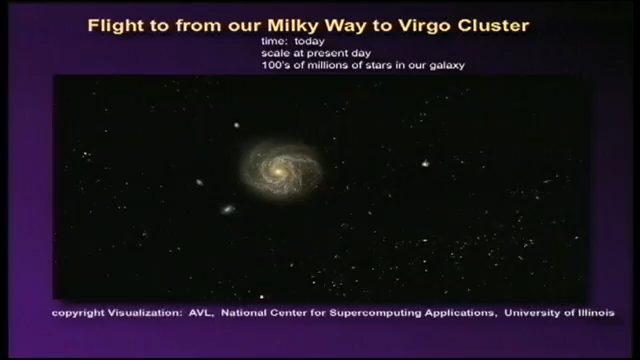 Flight to from our Milky Way to Virgo Cluster
time: today
scale at present day
100's of millions of stars in our galaxy
copyright Visualization: AVL, National Center for Supercomputing Applications, University of Illinois